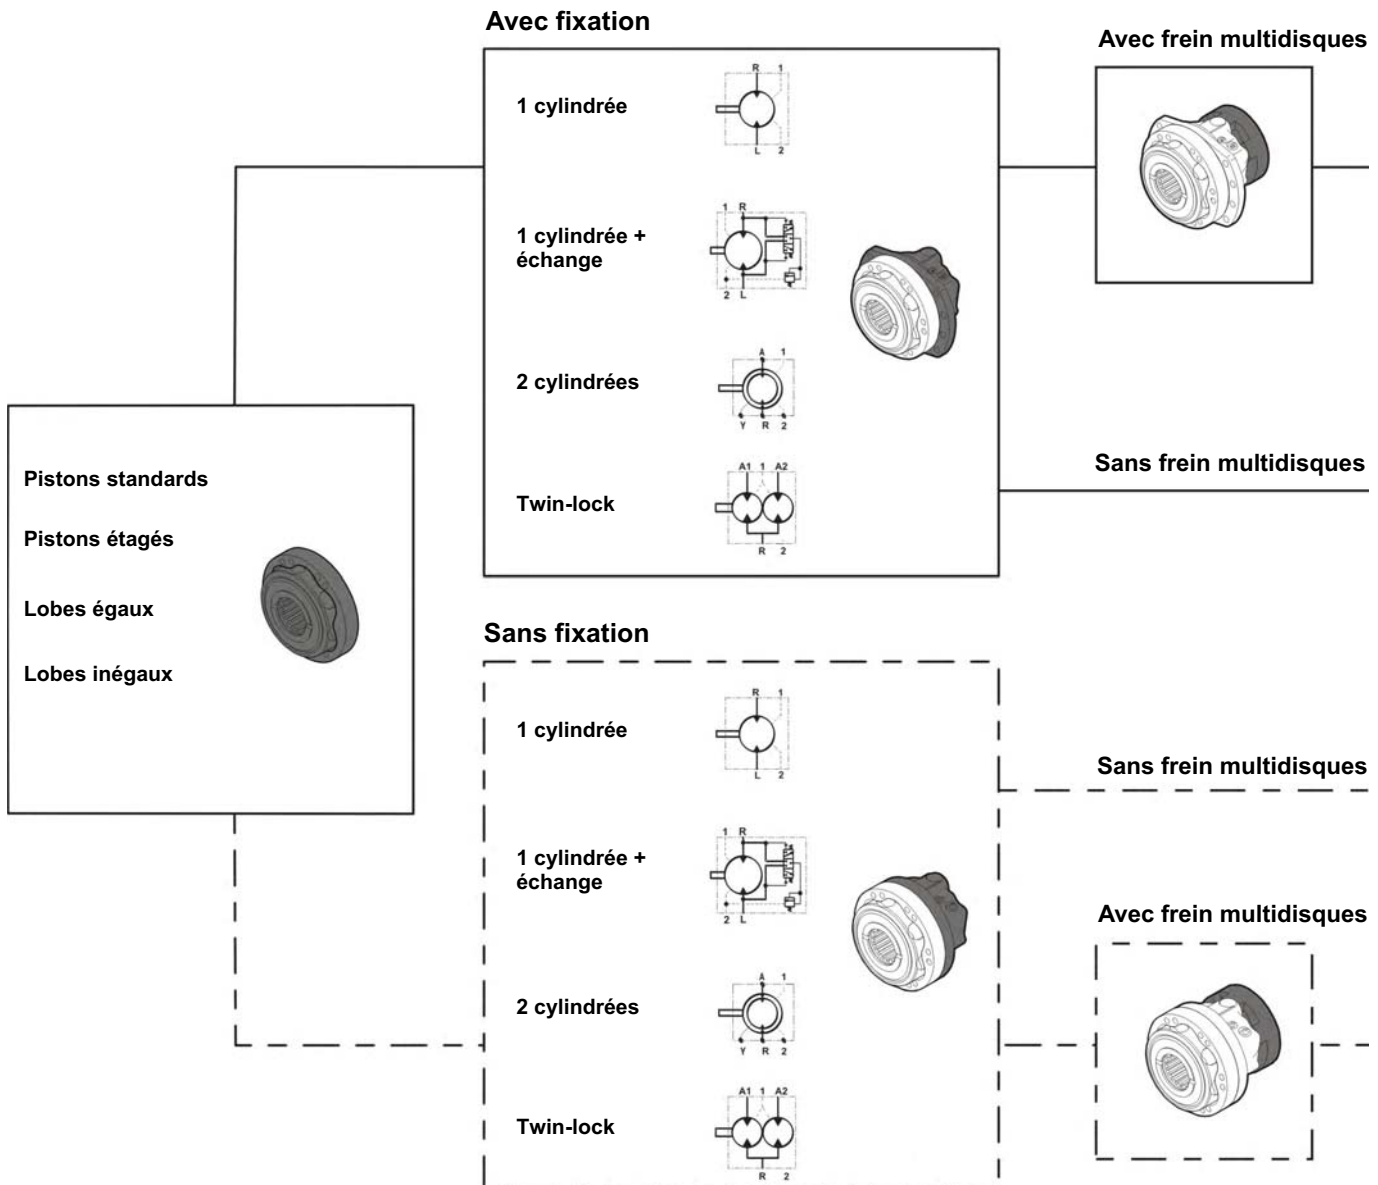 Avec fixation
Avec frein multidisques
1 cylindrée
R 1
L 2
1 cylindrée +
échange
1 R
2 L
2 cylindrées
A 1
Y R 2
Twin-lock
A1 1 A2
R 2
Sans frein multidisques
Pistons standards
Pistons étagés
Lobes égaux
Lobes inégaux
Sans fixation
1 cylindrée
R 1
L 2
Sans frein multidisques
1 cylindrée +
échange
1 R
2 L
Avec frein multidisques
2 cylindrées
A 1
Y R 2
Twin-lock
A1 1 A2
R 2